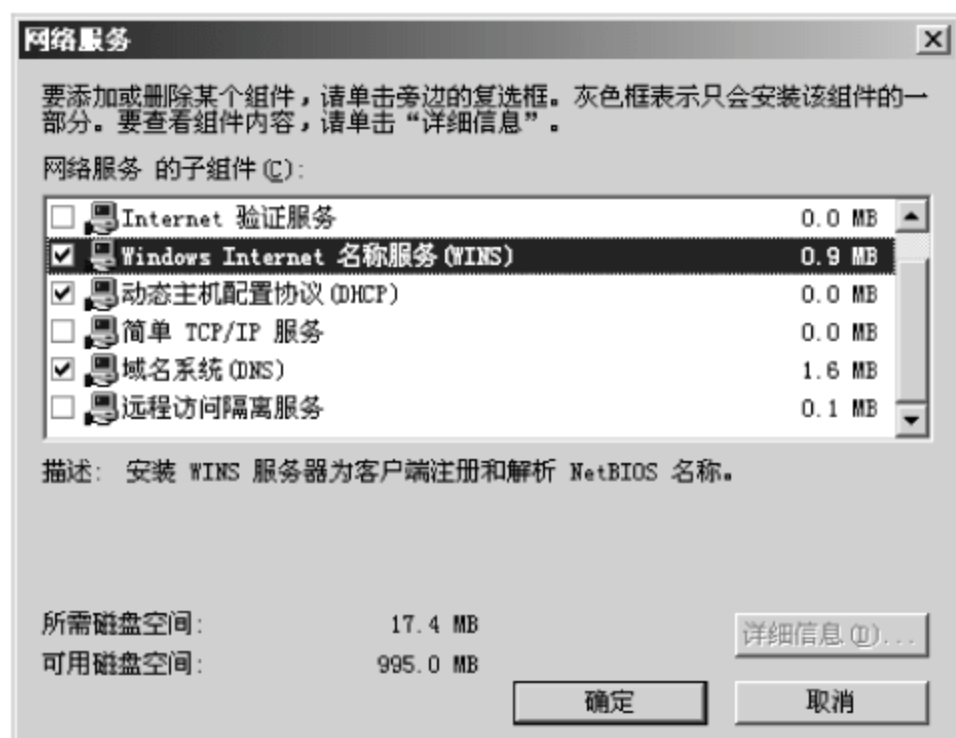 网络服务
要添加或删除某个组件，请单击旁边的复选框。灰色框表示只会安装该组件的一
部分。要查看组件内容，请单击“详细信息”。
网络服务 的子组件(C):
Internet 验证服务 0.0 MB
Windows Internet 名称服务(WINS) 0.9 MB
动态主机配置协议(DHCP) 0.0 MB
简单 TCP/IP 服务 0.0 MB
域名系统(DNS) 1.6 MB
远程访问隔离服务 0.1 MB
描述: 安装 WINS 服务器为客户端注册和解析 NetBIOS 名称。
所需磁盘空间: 17.4 MB
详细信息(D)...
可用磁盘空间: 995.0 MB
确定 取消